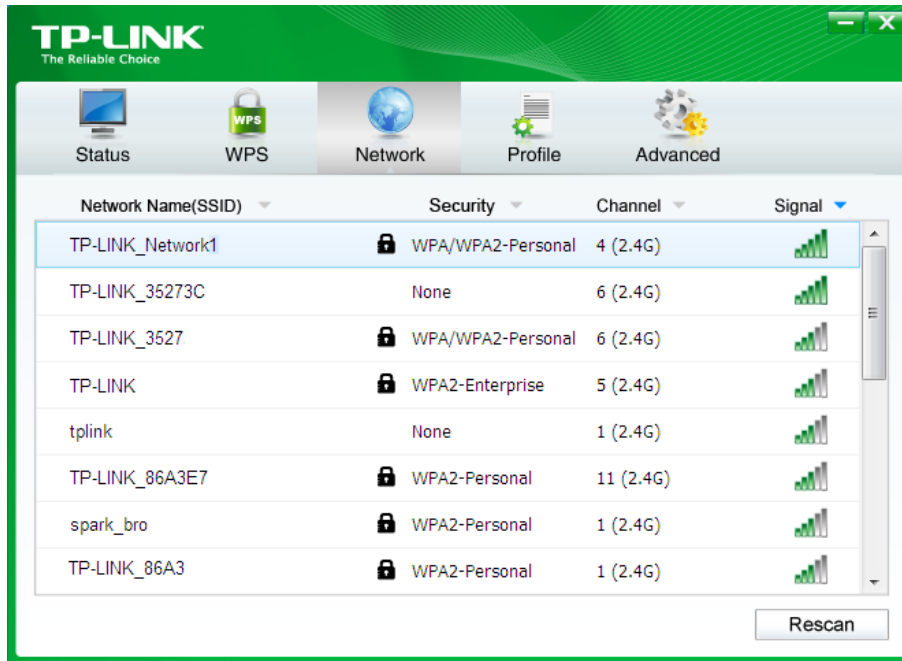 TP-LINK
The Reliable Choice
WPS
Status WPS Network Profile Advanced
Network Name(SSID) Security Channel Signal
TP-LINK_Network1 WPA/WPA2-Personal 4 (2.4G)
TP-LINK_35273C None 6 (2.4G)
TP-LINK_3527 WPA/WPA2-Personal 6 (2.4G)
TP-LINK WPA2-Enterprise 5 (2.4G)
tplink None 1 (2.4G)
TP-LINK_86A3E7 WPA2-Personal 11 (2.4G)
spark_bro WPA2-Personal 1 (2.4G)
TP-LINK_86A3 WPA2-Personal 1 (2.4G)
Rescan